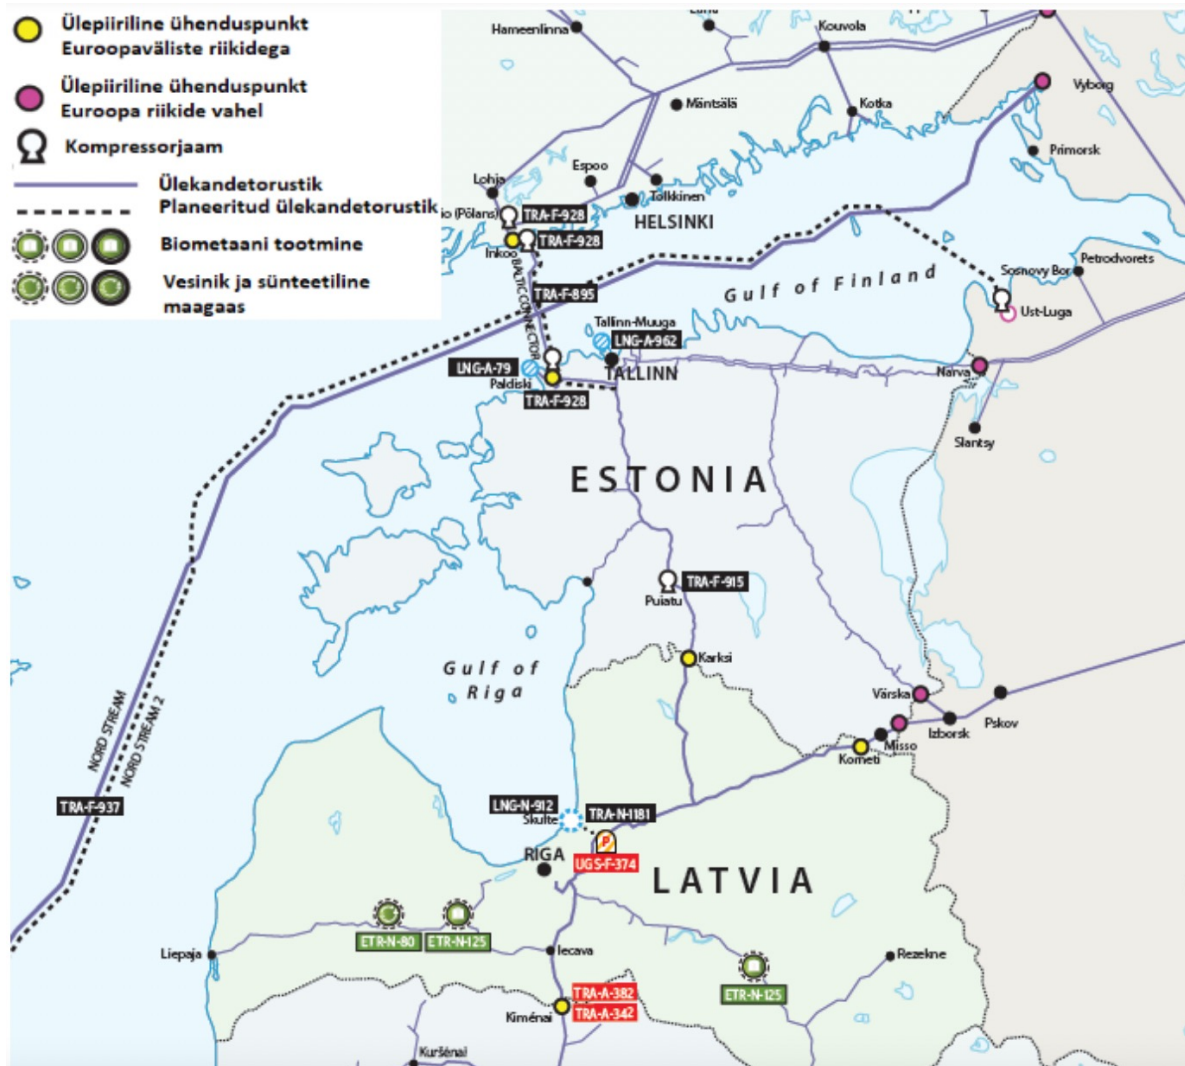 Ülepiiriline ühenduspunkt
Euroopaväliste riikidega
Ülepiiriline ühenduspunkt
Euroopa riikide vahel
Kompressorjaam
Ülekandetorustik
Planeeritud ülekandetorustik
Biometaani tootmine
Vesinik ja sünteetiline
maagaas
Hameenlinna
Kouvola
Mäntsälä
Kotka
Vyborg
Primorsk
Lohja
Espoo
Tolkkinen
HELSINKI
(Pölans)
TRA-F-928
TRA-F-928
Inkoo
BALTICCONNECTOR
TRA-F-895
Gulf of Finland
Sosnovy Bor
Petrodvorets
Ust-Luga
Tallinn-Muuga
LNG-A-962
TALLINN
LNG-A-79
Paldiski
TRA-F-928
Narva
Slantsy
ESTONIA
TRA-F-915
Puiatu
Karksi
Gulf of
Riga
Värska
Pskov
Izborsk
Misso
Korneti
NORD STREAM
NORD STREAM 2
TRA-F-937
LNG-N-912
Skulte
TRA-N-1181
P
UGS-F-374
RIGA
LATVIA
ETR-N-80
ETR-N-125
Liepaja
Iecava
Rezekne
ETR-N-125
TRA-A-382
TRA-A-342
Kiménai
Kuršénai